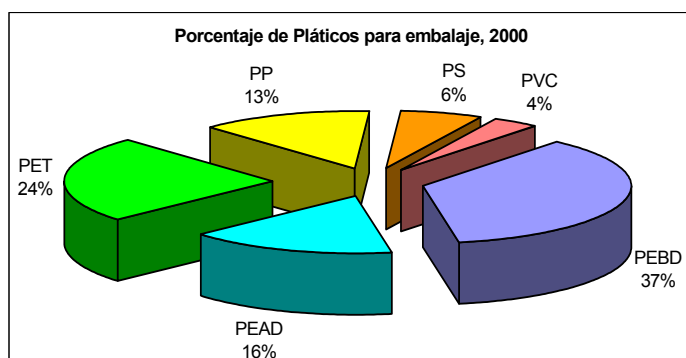 Porcentaje de Pláticos para embalaje, 2000
PP
13%
PS
6%
PVC
4%
PET
24%
PEBD
37%
PEAD
16%